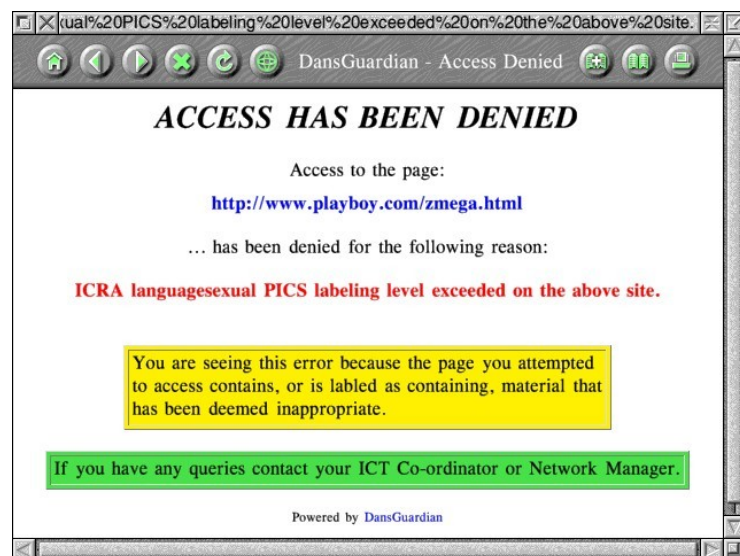 xual%20PICS%20labeling%20level%20exceeded%20on%20the%20above%20site.
DansGuardian - Access Denied
ACCESS HAS BEEN DENIED
Access to the page:
http://www.playboy.com/zmega.html
... has been denied for the following reason:
ICRA languagesexual PICS labeling level exceeded on the above site.
You are seeing this error because the page you attempted
to access contains, or is labled as containing, material that
has been deemed inappropriate.
If you have any queries contact your ICT Co-ordinator or Network Manager.
Powered by DansGuardian